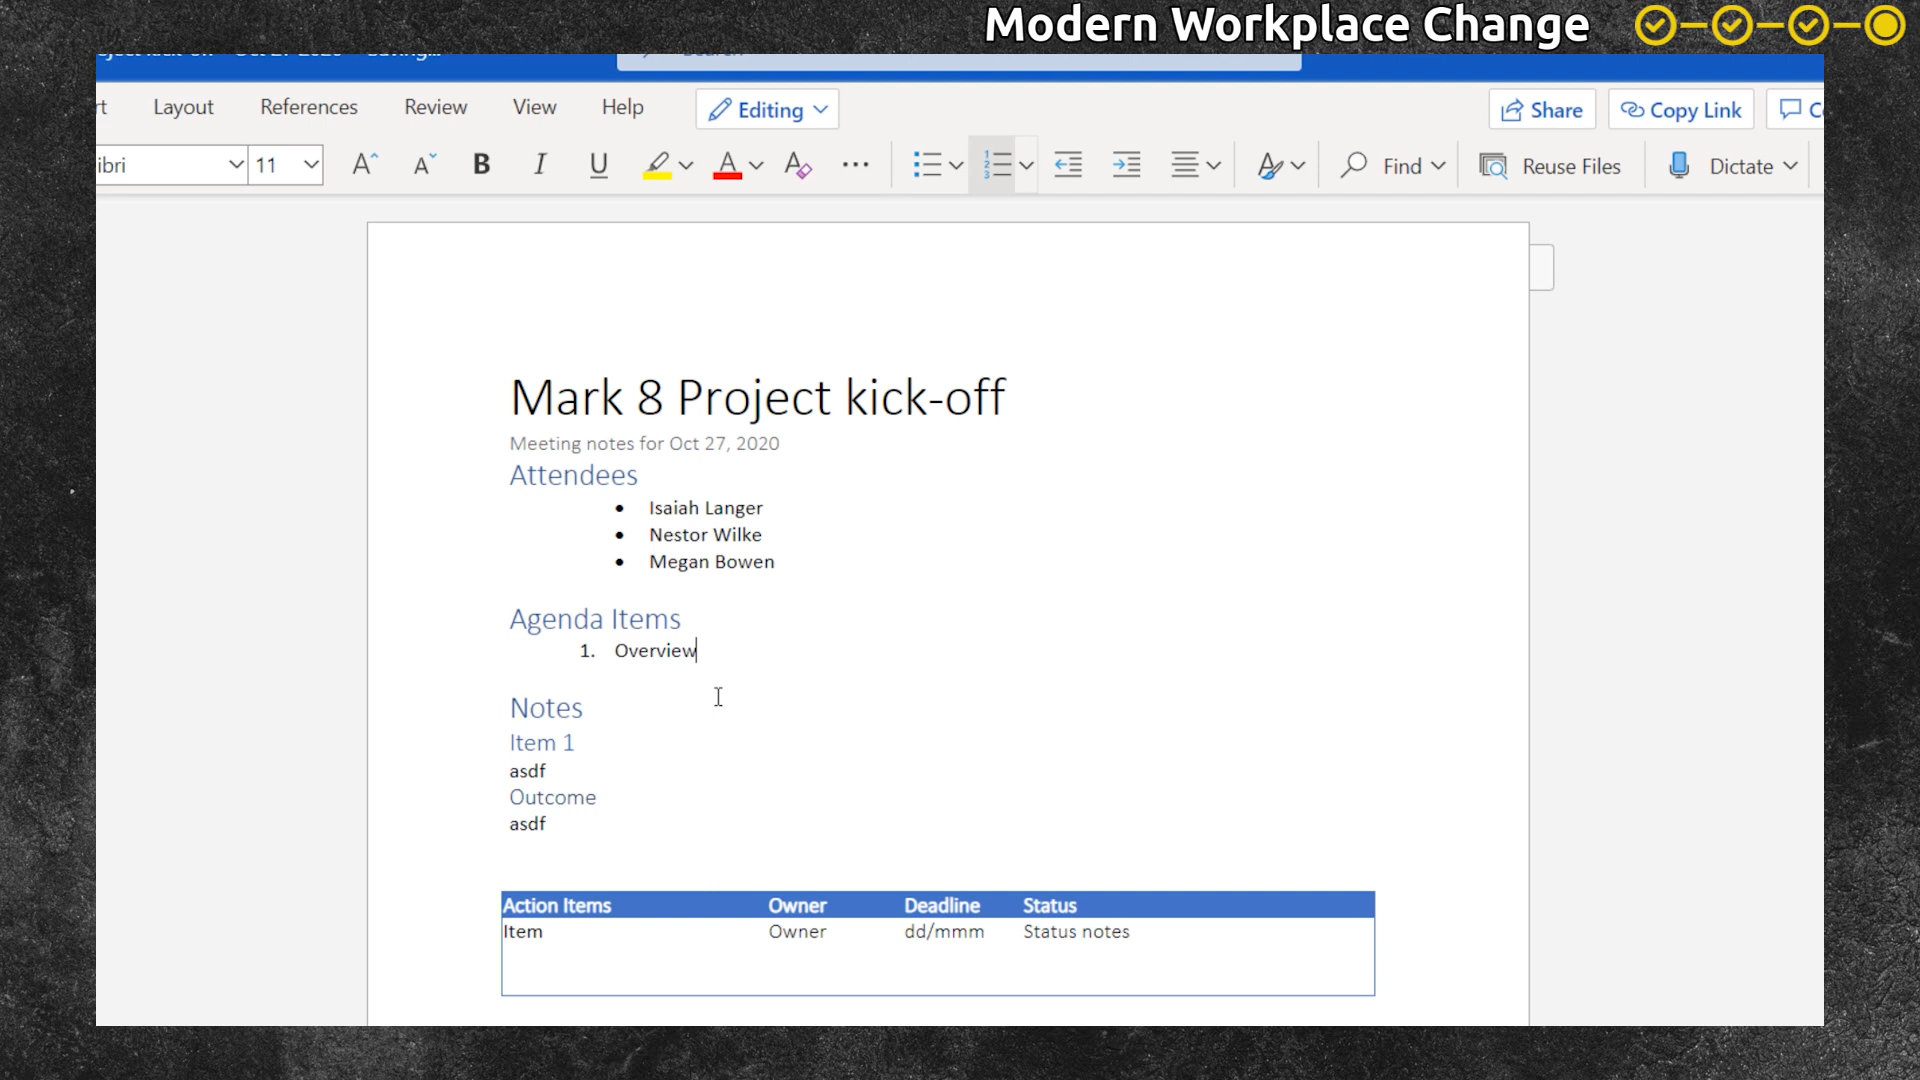 Modern Workplace Change
Layout References Review View Help Editing Share Copy Link
11 A A B I U A A Find Reuse Files Dictate
Mark 8 Project kick-off
Meeting notes for Oct 27, 2020
Attendees
• Isaiah Langer
• Nestor Wilke
• Megan Bowen
Agenda Items
1. Overview
Notes
Item 1
asdf
Outcome
asdf
Action Items Owner Deadline Status
Item Owner dd/mmm Status notes